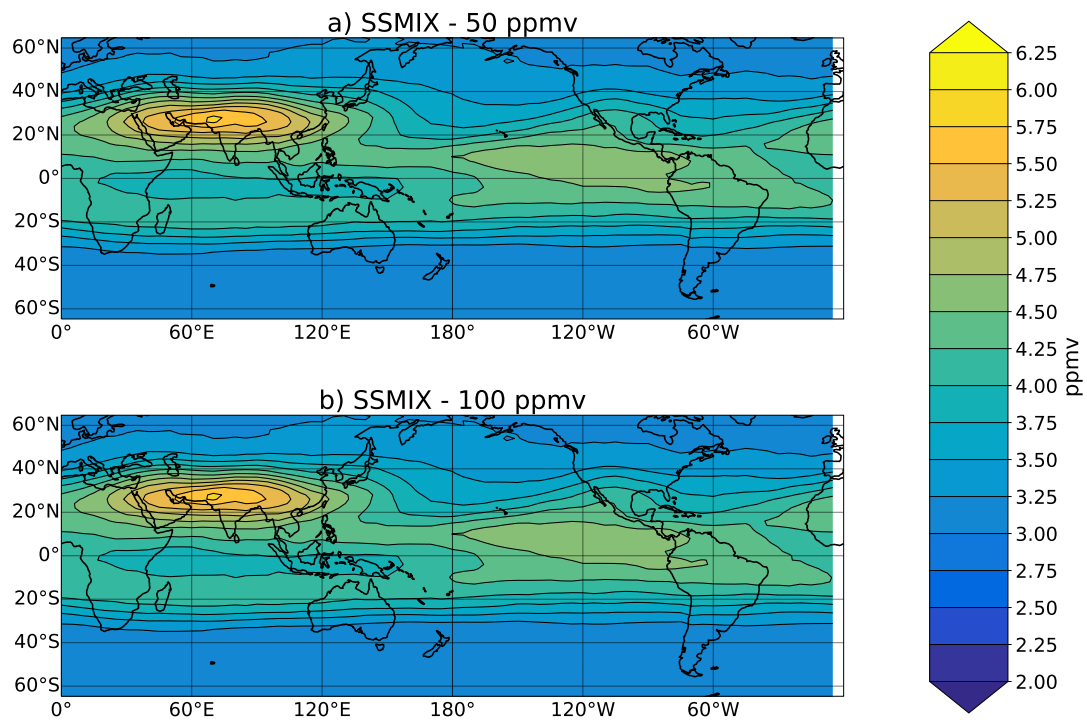 a) SSMIX - 50 ppmv
60°N
40°N
20°N
0°
20°S
40°S
60°S
0° 60°E 120°E 180° 120°W 60°W
b) SSMIX - 100 ppmv
60°N
40°N
20°N
0°
20°S
40°S
60°S
0° 60°E 120°E 180° 120°W 60°W
6.25
6.00
5.75
5.50
5.25
5.00
4.75
4.50
4.25
4.00
3.75
3.50
3.25
3.00
2.75
2.50
2.25
2.00
ppmv